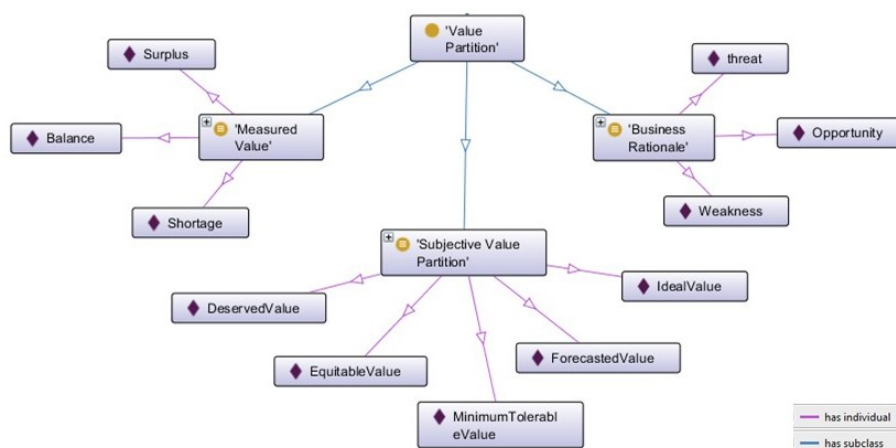 'Value
Partition'
Surplus
threat
'Measured
Value'
'Business
Rationale'
Balance
Opportunity
Shortage
Weakness
'Subjective Value
Partition'
IdealValue
DeservedValue
EquitableValue
ForecastedValue
MinimumTolerabl
eValue
has individual
has subclass